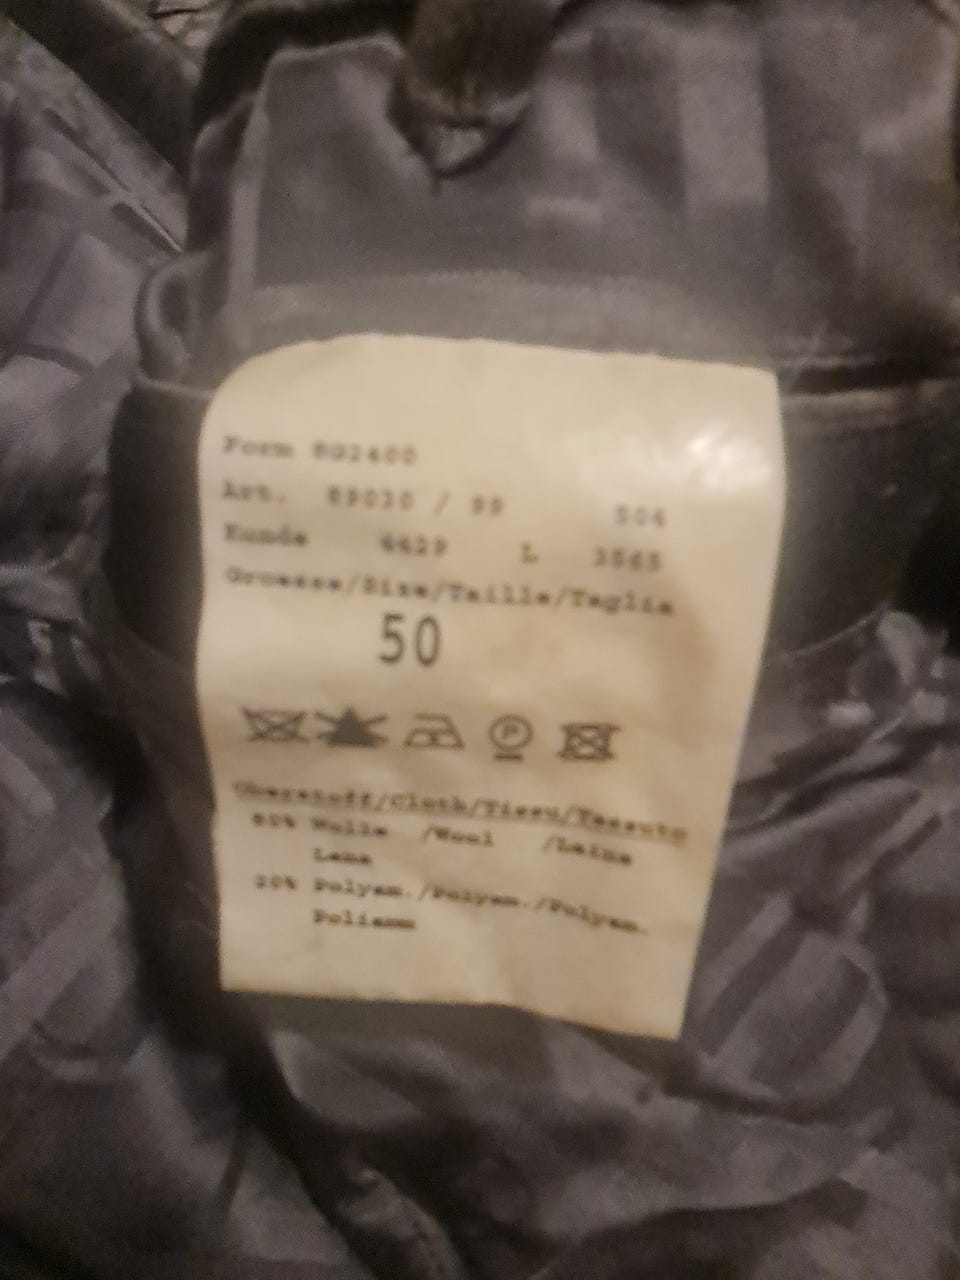 Form 802400
Art. 89030 / 99 504
Kunde 4429 L 3565
Groesse/Size/Taille/Taglia
50
P
Oberstoff/Cloth/Tissu/Tessuto
80% Wolle /Wool /Laine
Lana
20% Polyam./Polyam./Polyam.
Poliamm